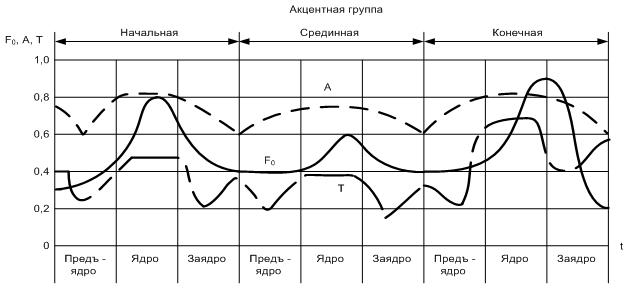 Акцентная группа
Начальная Срединная Конечная
F₀, А, Т
1,0
0,8
0,6
0,4
0,2
0
А
F₀
Т
t
Предъ - Ядро Заядро Предъ - Ядро Заядро Предъ - Ядро Заядро
ядро ядро ядро